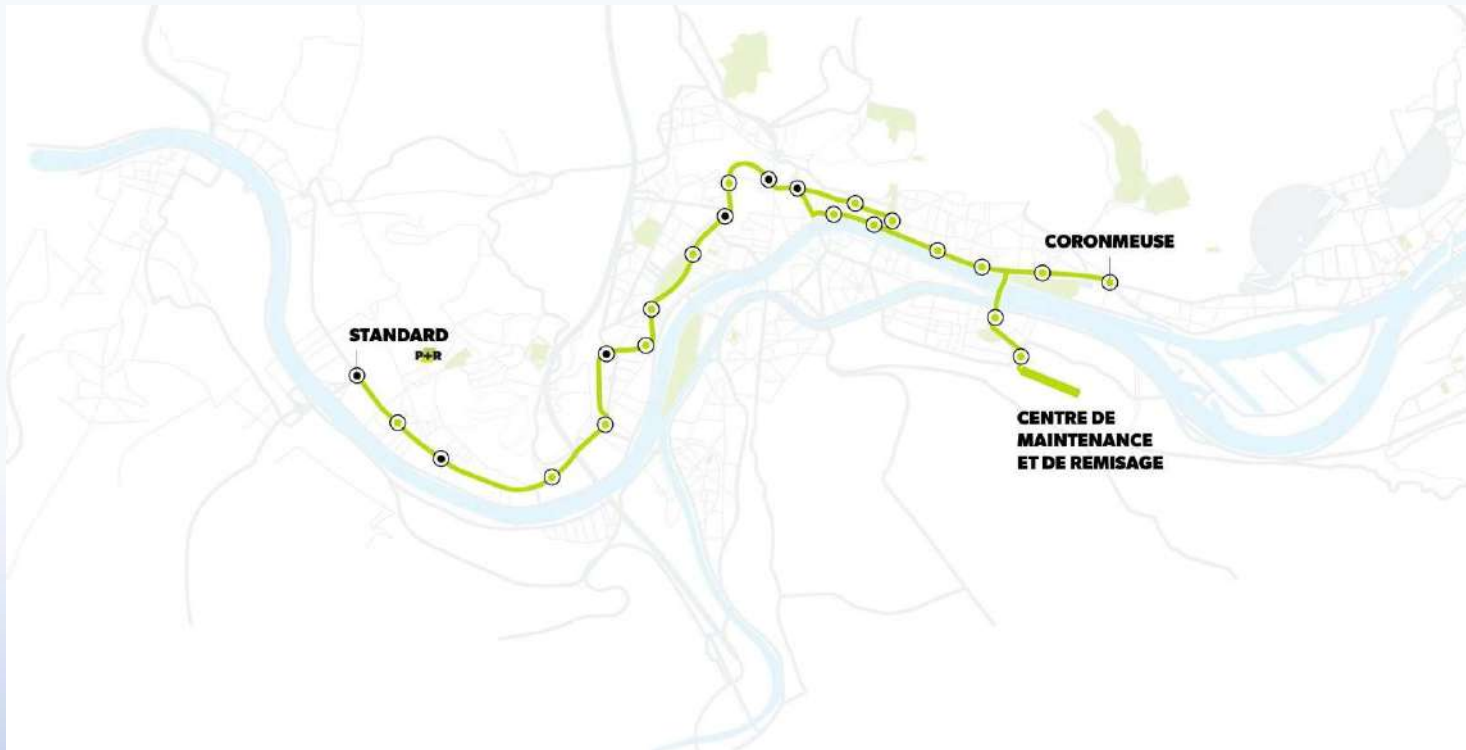 CORONMEUSE
STANDARD
P+R
CENTRE DE
MAINTENANCE
ET DE REMISAGE